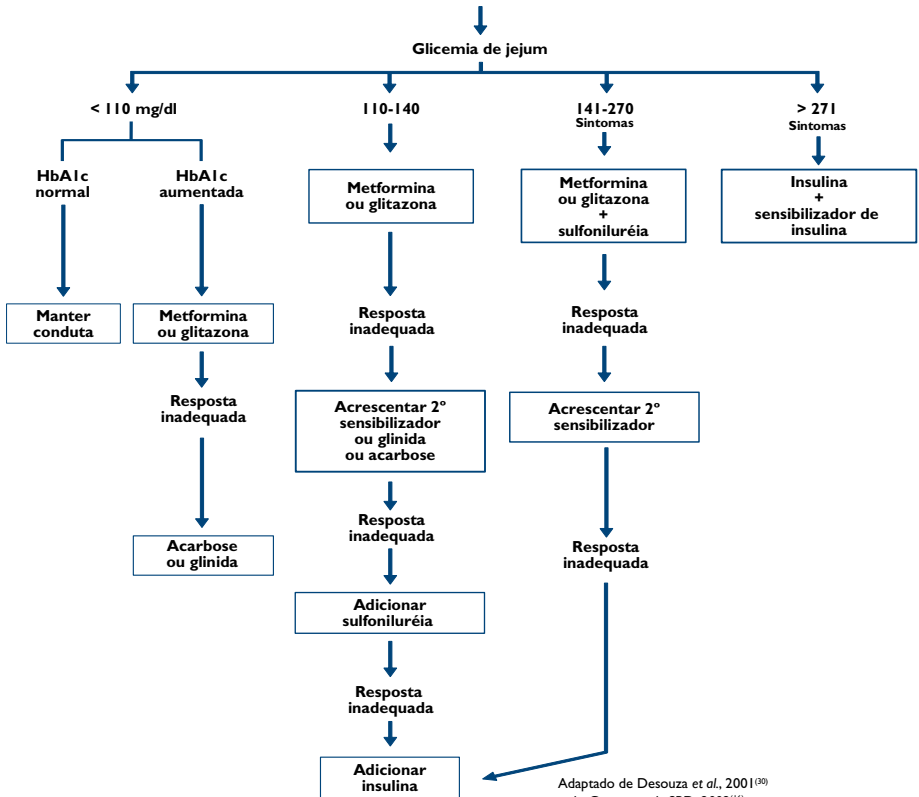 Glicemia de jejum
< 110 mg/dl
110-140
141-270
Sintomas
> 271
Sintomas
HbA1c
normal
HbA1c
aumentada
Metformina
ou glitazona
Metformina
ou glitazona
+
sulfoniluréia
Insulina
+
sensibilizador de
insulina
Manter
conduta
Metformina
ou glitazona
Resposta
inadequada
Resposta
inadequada
Resposta
inadequada
Acrescentar 2º
sensibilizador
ou glinida
ou acarbose
Acrescentar 2º
sensibilizador
Acarbose
ou glinida
Resposta
inadequada
Resposta
inadequada
Adicionar
sulfoniluréia
Resposta
inadequada
Adicionar
insulina
Adaptado de Desouza et al., 2001(30)